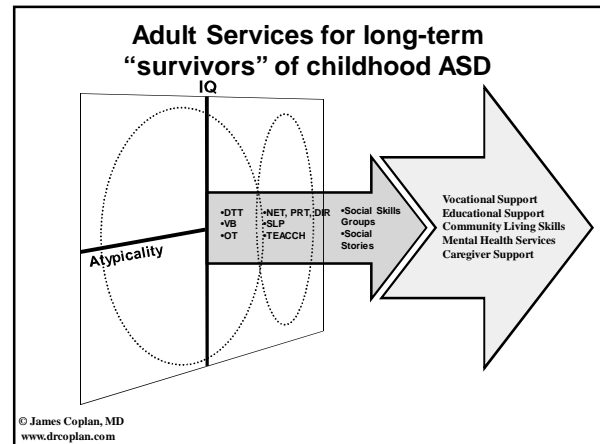 Adult Services for long-term
“survivors” of childhood ASD
IQ
Atypicality
•DTT
•VB
•OT
•NET, PRT, DIR
•SLP
•TEACCH
•Social Skills
Groups
•Social
Stories
Vocational Support
Educational Support
Community Living Skills
Mental Health Services
Caregiver Support
© James Coplan, MD
www.drcoplan.com